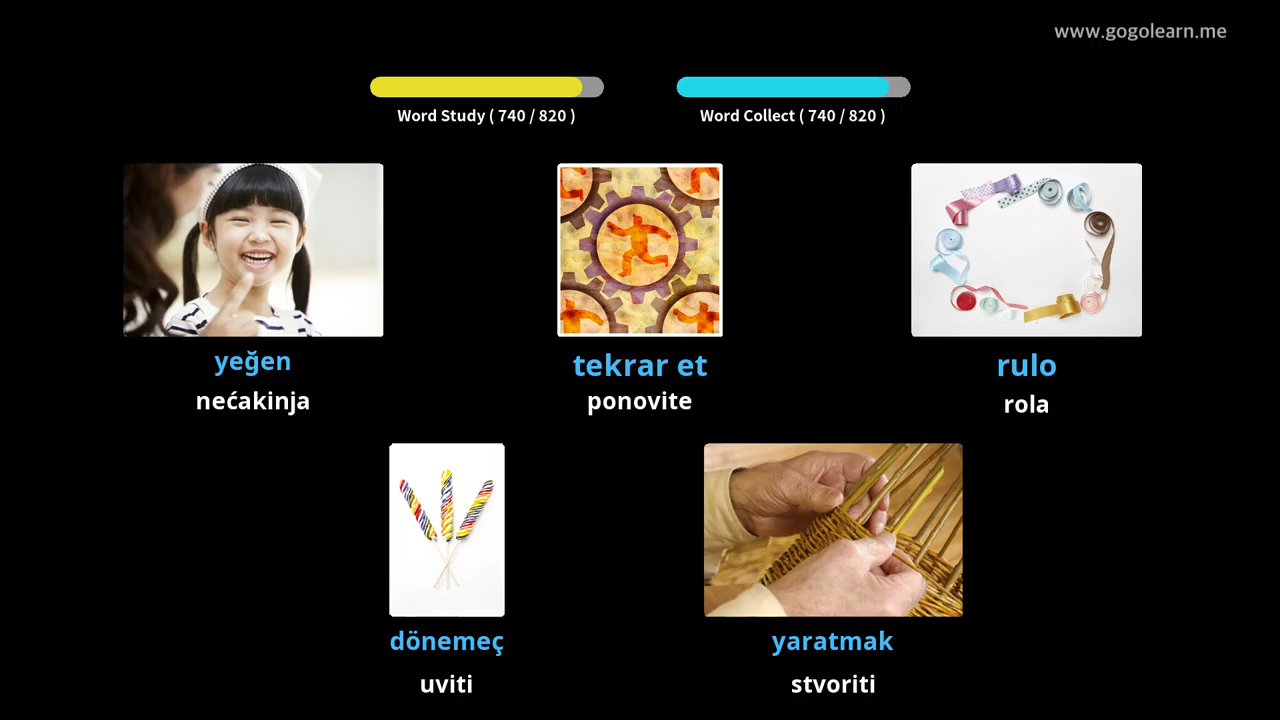 www.gogolearn.me
Word Study ( 740 / 820 )
Word Collect ( 740 / 820 )
yeğen
nećakinja
tekrar et
ponovite
rulo
rola
dönemeç
uviti
yaratmak
stvoriti